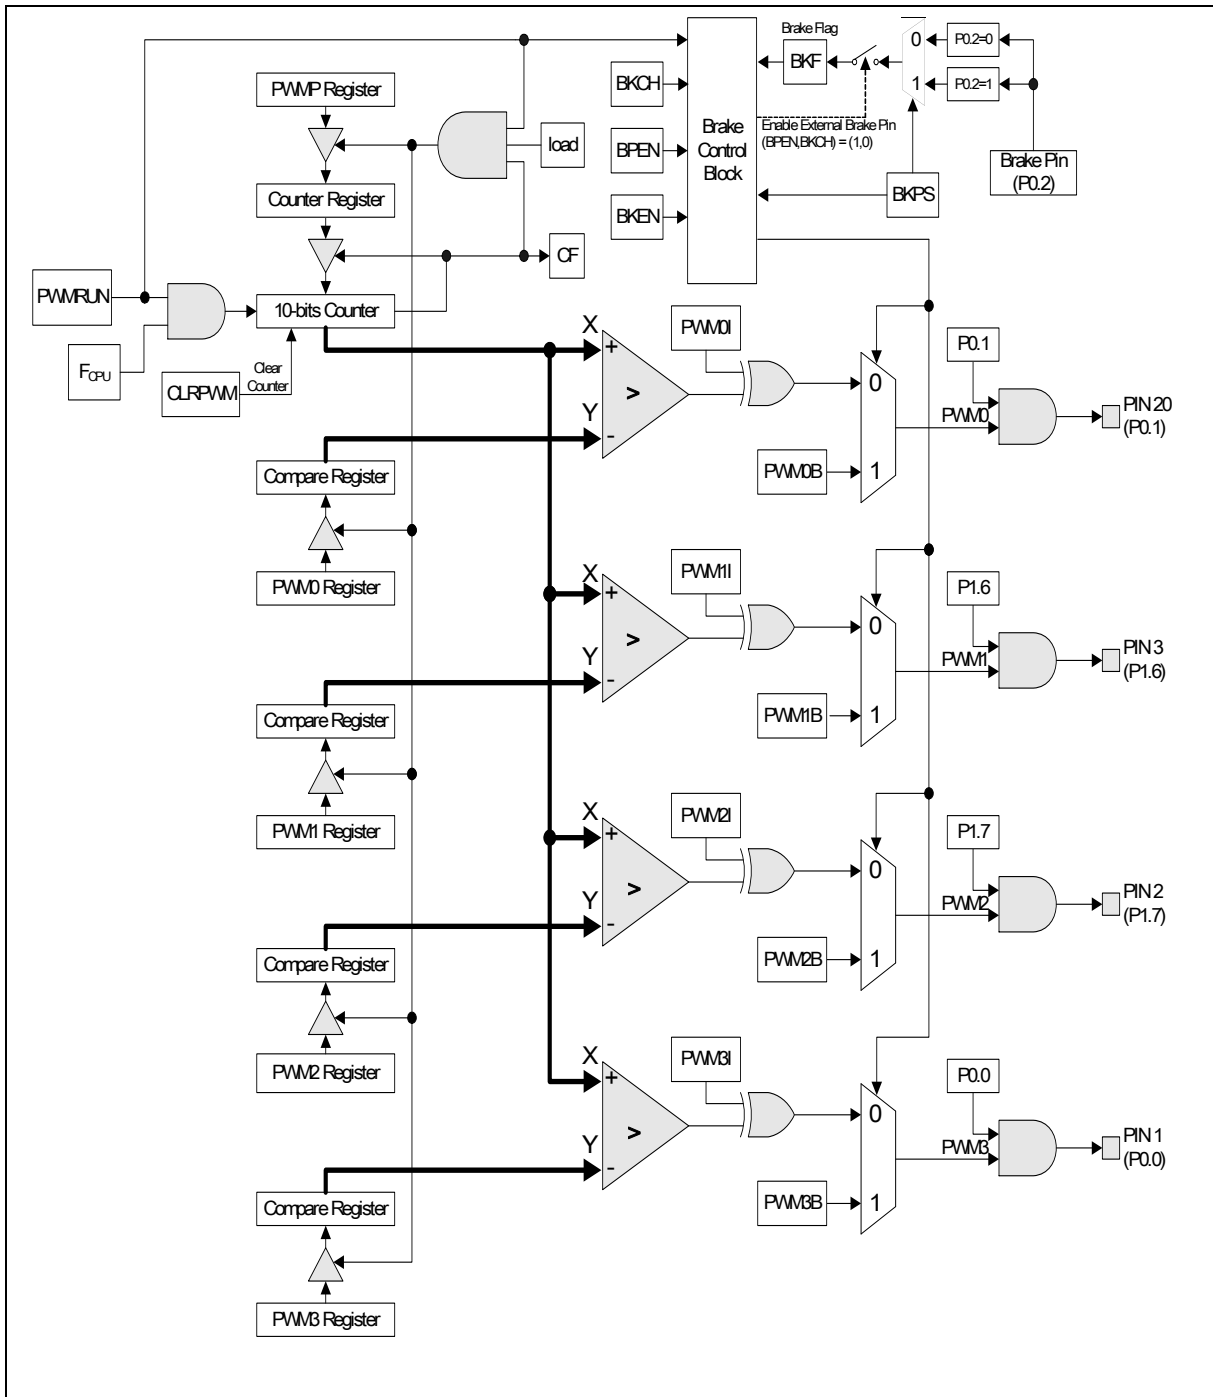 Brake Flag
0
P0.2=0
BKF
PWMP Register
BKCH
1
P0.2=1
load
Brake
Control
Block
Enable External Brake Pin
(BPEN,BKCH) = (1,0)
BPEN
Brake Pin
(P0.2)
Counter Register
BKPS
BKEN
CF
PWMRUN
10-bits Counter
X
PWM0I
P0.1
FCPU
Clear
Counter
CLRPWM
+
>
0
Y
-
PWM0
PIN 20
(P0.1)
Compare Register
PWM0B
1
PWM0 Register
X
PWM1I
P1.6
+
>
0
Y
-
PWM1
PIN 3
(P1.6)
Compare Register
PWM1B
1
PWM1 Register
X
PWM2I
P1.7
+
>
0
Y
-
PWM2
PIN 2
(P1.7)
Compare Register
PWM2B
1
PWM2 Register
X
PWM3I
P0.0
+
>
0
Y
-
PWM3
PIN 1
(P0.0)
Compare Register
PWM3B
1
PWM3 Register